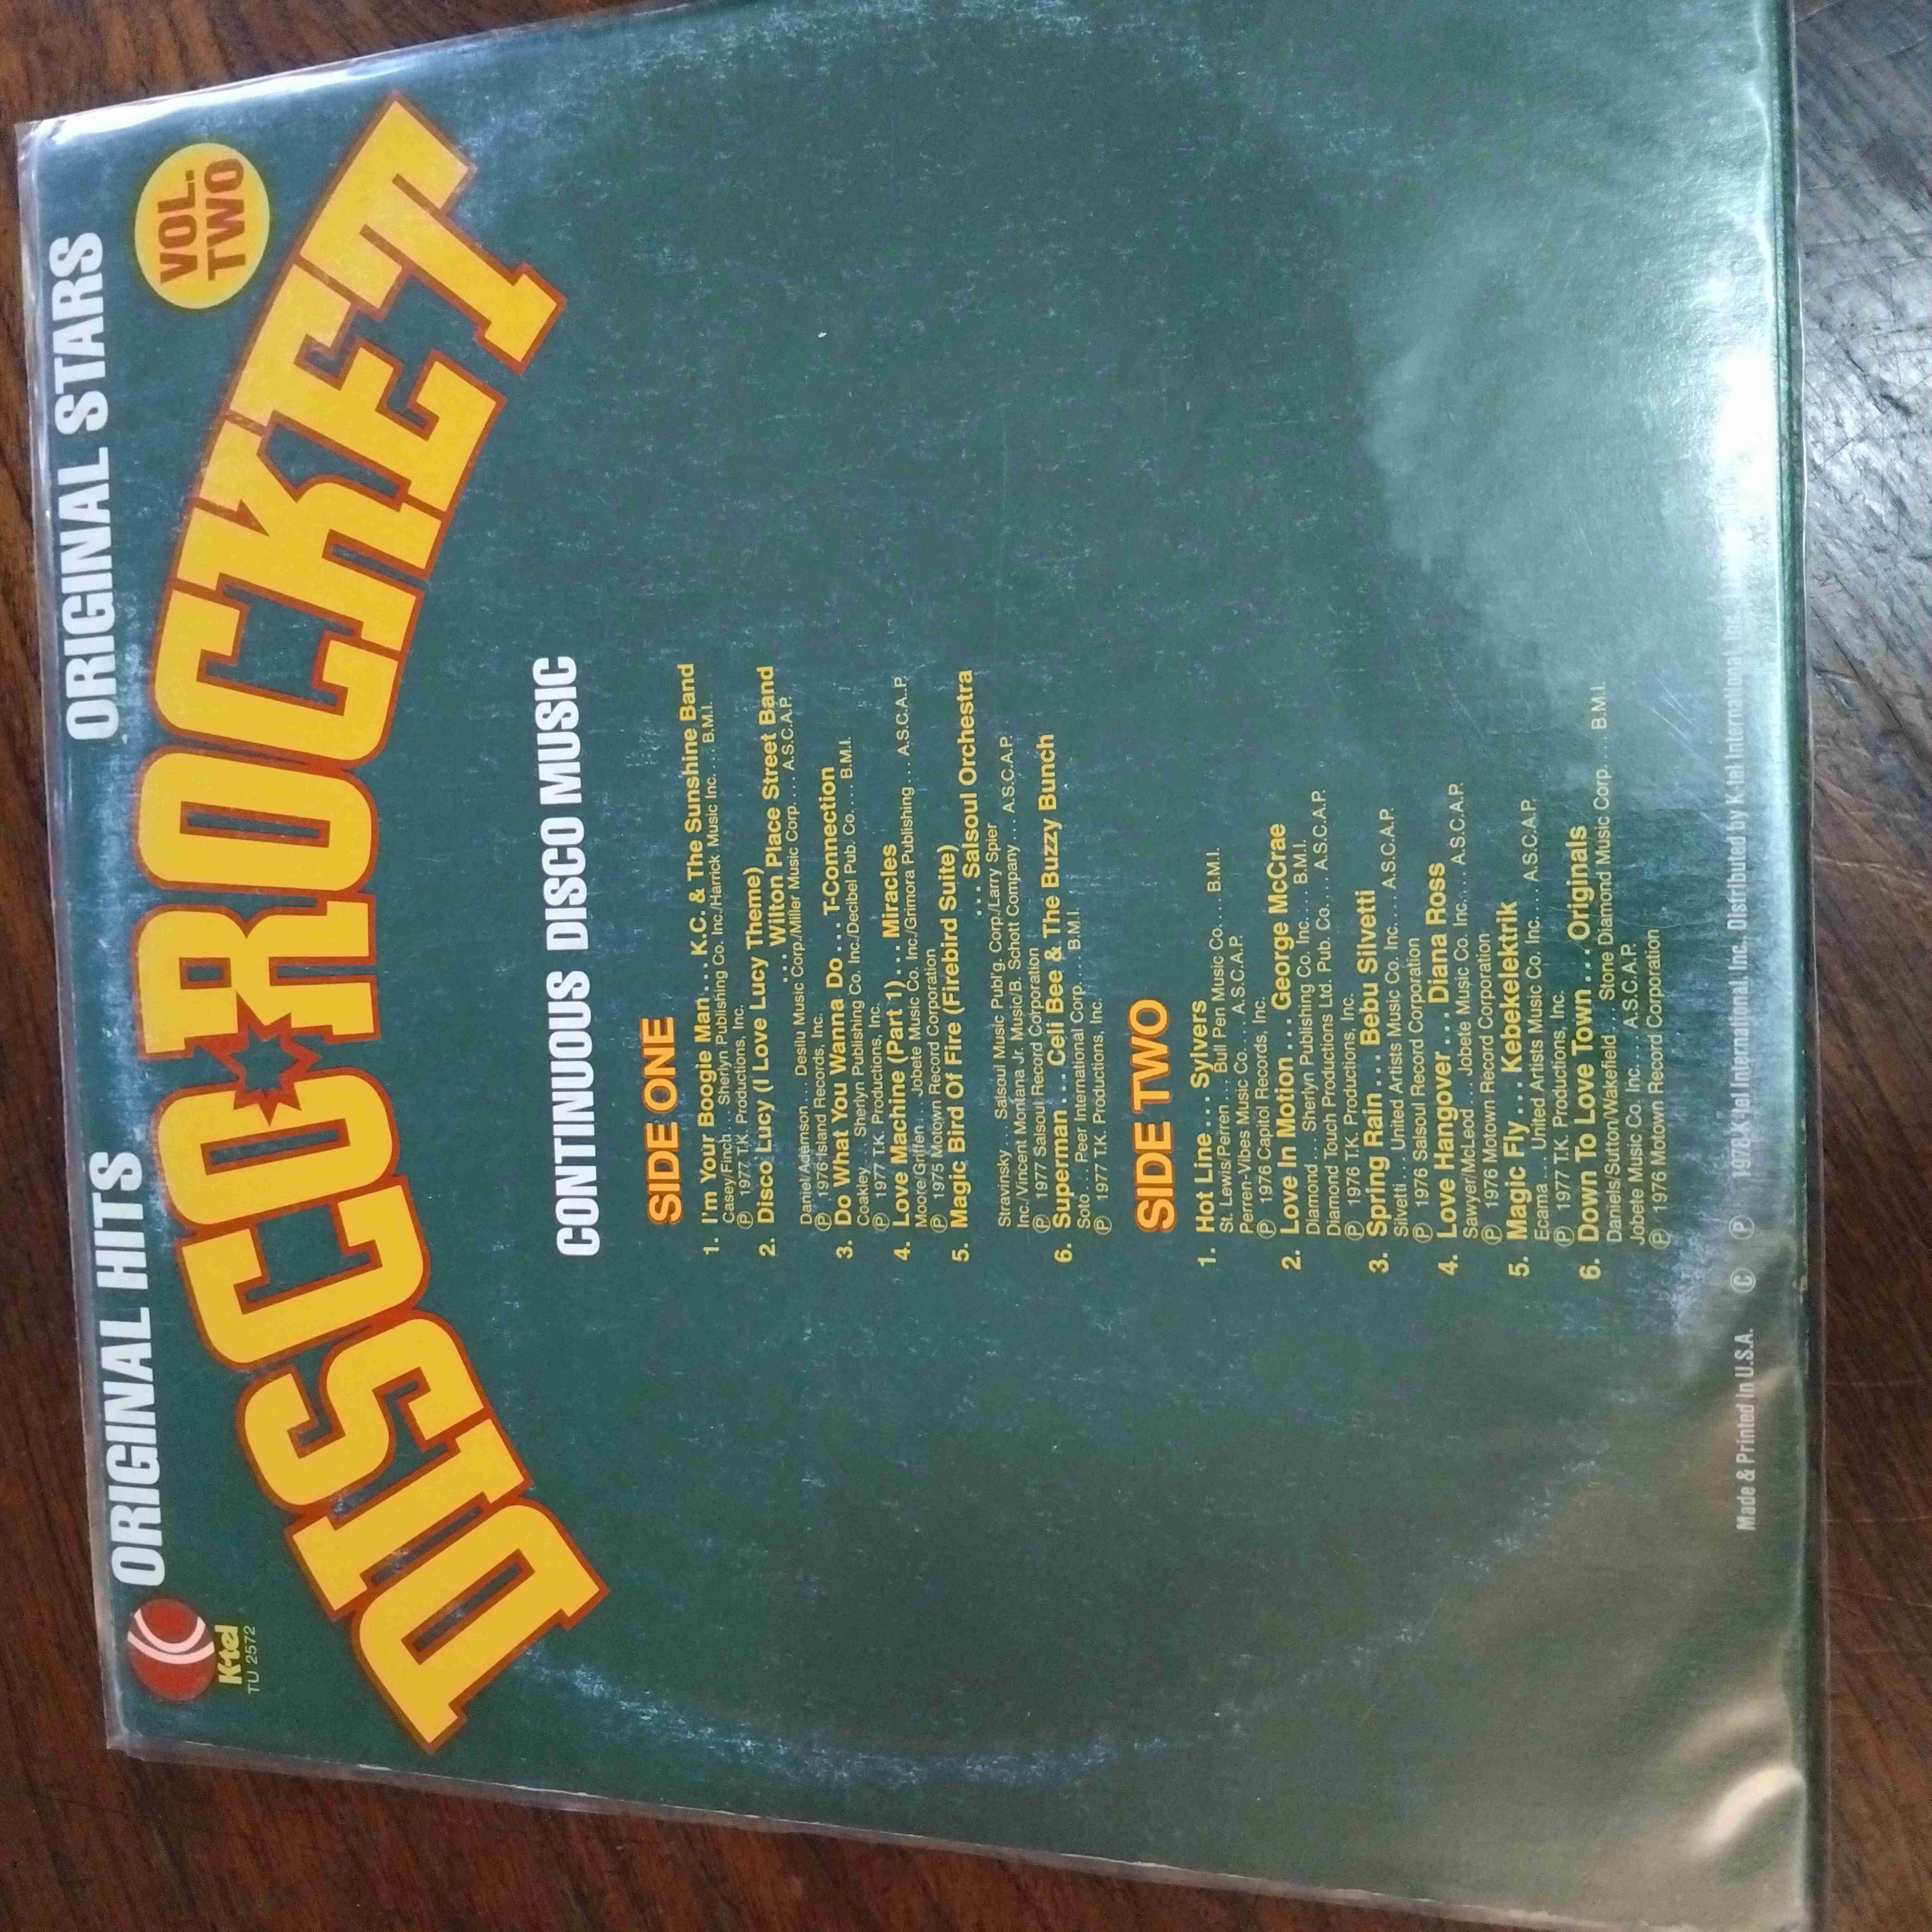 K-tel
TU 2572
ORIGINAL HITS ORIGINAL STARS
VOL. TWO
DISCO ROCKET
CONTINUOUS DISCO MUSIC
SIDE ONE
1. I'm Your Boogie Man . . . K.C. & The Sunshine Band
Casey/Finch . . . Sherlyn Publishing Co. Inc./Harrick Music Inc. . . . B.M.I.
Ⓟ 1977 T.K. Productions, Inc.
2. Disco Lucy (I Love Lucy Theme)
. . . . Wilton Place Street Band
Daniel/Adamson . . . Desilu Music Corp./Miller Music Corp. . . . A.S.C.A.P.
Ⓟ 1976 Island Records, Inc.
3. Do What You Wanna Do . . . T-Connection
Coakley . . . Sherlyn Publishing Co. Inc./Decibel Pub. Co. . . . B.M.I.
Ⓟ 1977 T.K. Productions, Inc.
4. Love Machine (Part 1) . . . Miracles
Moore/Griffen . . . Jobete Music Co. Inc./Grimora Publishing . . . A.S.C.A..P.
Ⓟ 1975 Motown Record Corporation
5. Magic Bird Of Fire (Firebird Suite)
. . . Salsoul Orchestra
Stravinsky . . . Salsoul Music Publ'g. Corp./Larry Spier
Inc./Vincent Montana Jr. Music/B. Schott Company . . . A.S.C.A.P.
Ⓟ 1977 Salsoul Record Corporation
6. Superman . . . Celi Bee & The Buzzy Bunch
Soto . . . Peer International Corp. . . . B.M.I.
Ⓟ 1977 T.K. Productions, Inc.
SIDE TWO
1. Hot Line . . . Sylvers
St. Lewis/Perren . . . Bull Pen Music Co. . . . B.M.I.
Perren-Vibes Music Co. . . . A.S.C.A.P.
Ⓟ 1976 Capitol Records, Inc.
2. Love In Motion . . . George McCrae
Diamond . . . Sherlyn Publishing Co. Inc. . . . B.M.I.
Diamond Touch Productions Ltd. Pub. Co. . . . A.S.C.A.P.
Ⓟ 1976 T.K. Productions, Inc.
3. Spring Rain . . . Bebu Silvetti
Silvetti . . . United Artists Music Co. Inc. . . . A.S.C.A.P.
Ⓟ 1976 Salsoul Record Corporation
4. Love Hangover . . . Diana Ross
Sawyer/McLeod . . . Jobete Music Co. Inc. . . . A.S.C.A.P.
Ⓟ 1976 Motown Record Corporation
5. Magic Fly . . . Kebekelektrik
Ecama . . . United Artists Music Co. Inc. . . . A.S.C.A.P.
Ⓟ 1977 T.K. Productions, Inc.
6. Down To Love Town . . . Originals
Daniels/Sutton/Wakefield . . . Stone Diamond Music Corp. . . . B.M.I.
Jobete Music Co. Inc. . . . A.S.C.A.P.
Ⓟ 1976 Motown Record Corporation
Made & Printed in U.S.A. © Ⓟ 1978 K-tel International, Inc., Distributed by K-tel International